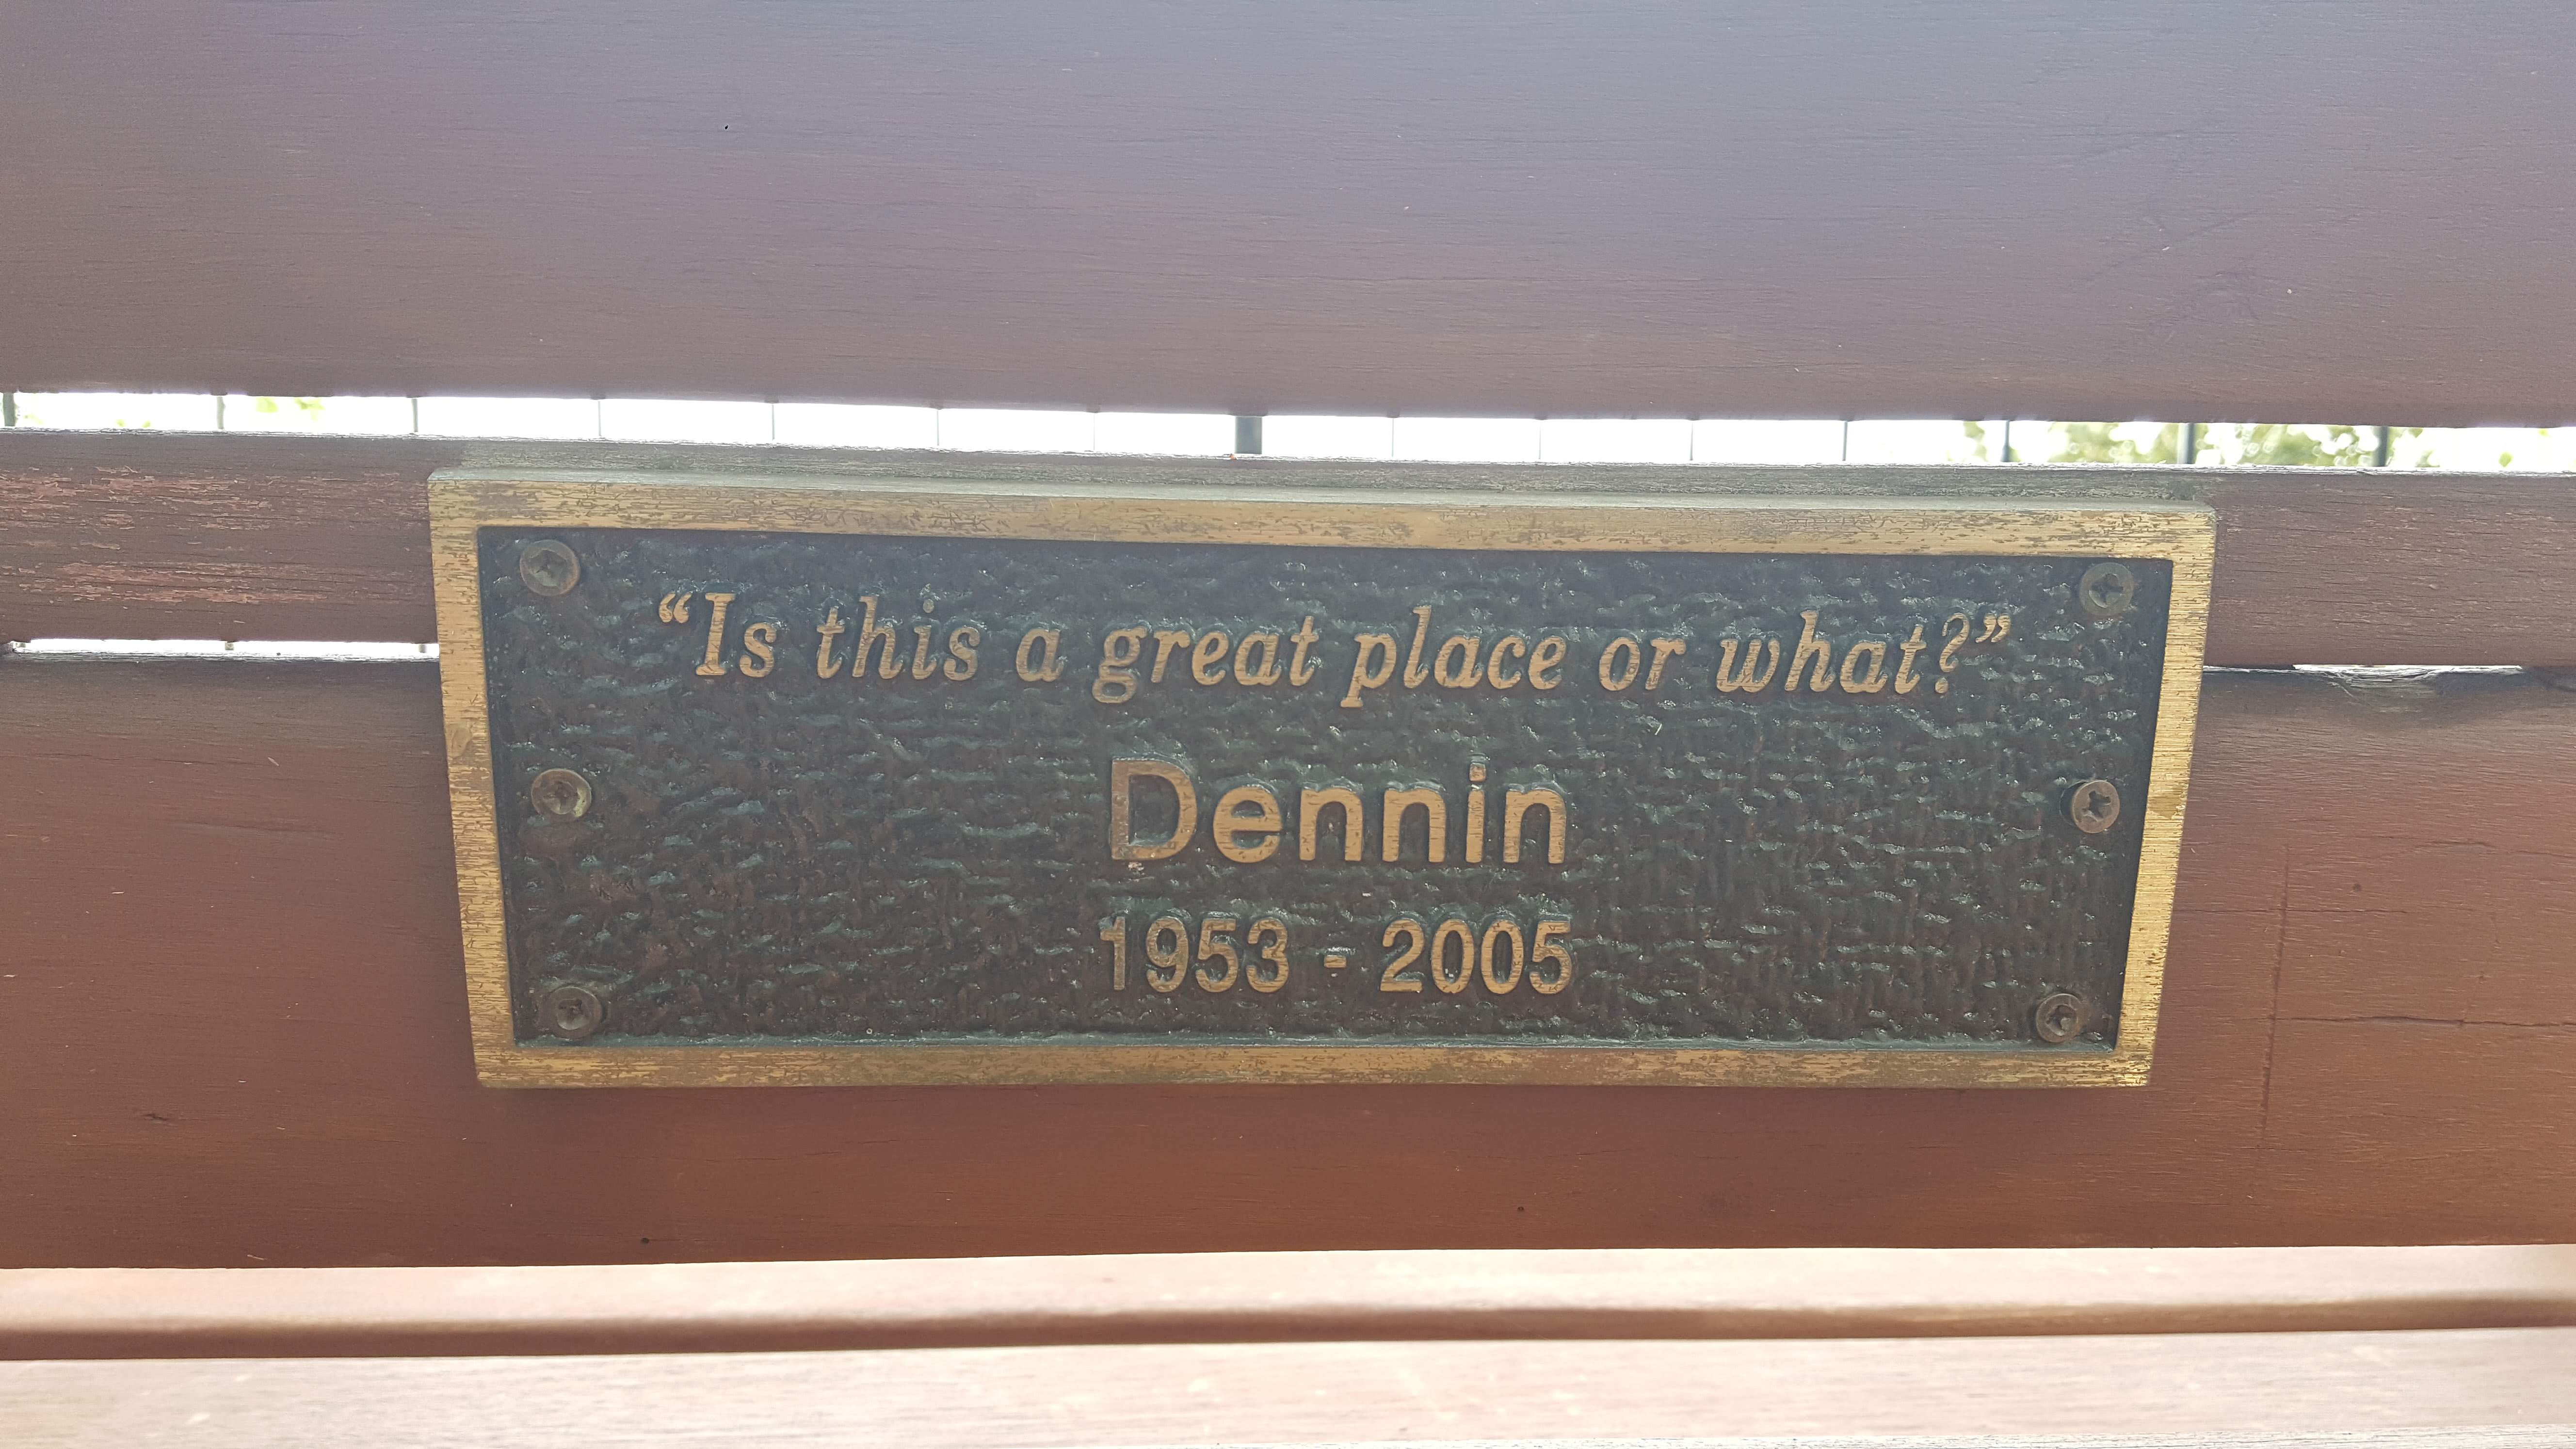 “Is this a great place or what?”
Dennin
1953 - 2005